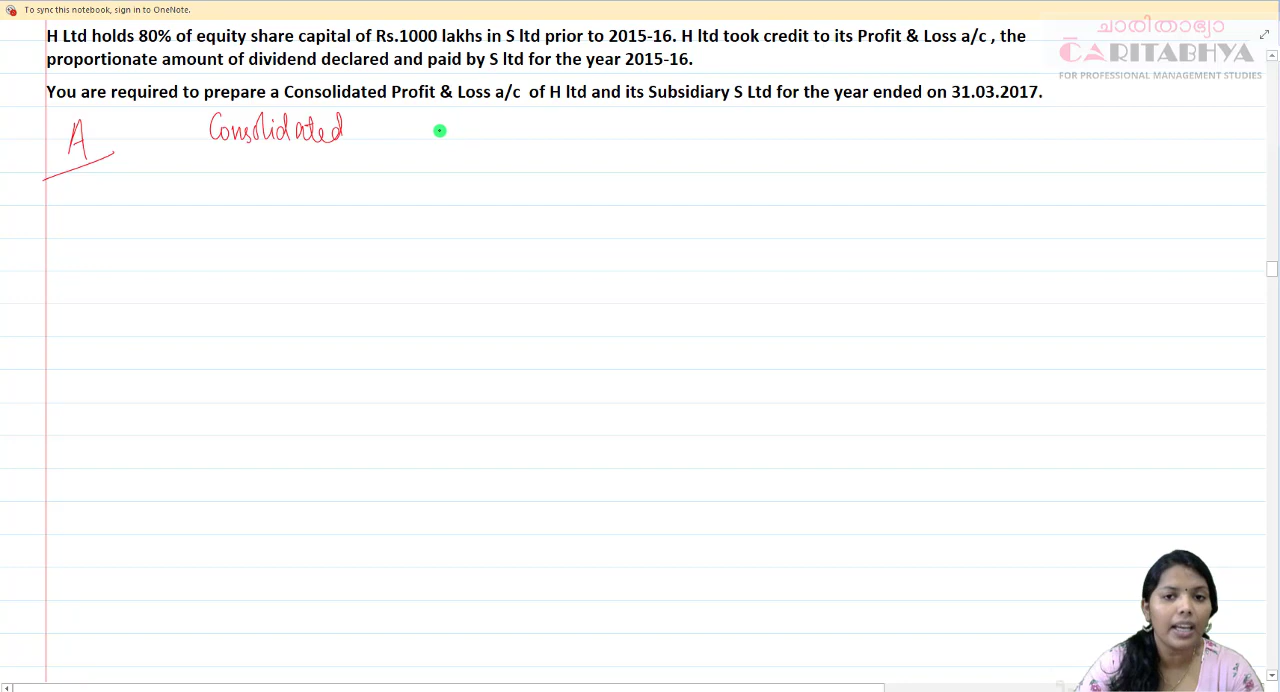 To sync this notebook, sign in to OneNote.
ചാരിതാഭ്യാ
CARITABHYA
FOR PROFESSIONAL MANAGEMENT STUDIES
H Ltd holds 80% of equity share capital of Rs.1000 lakhs in S ltd prior to 2015-16. H ltd took credit to its Profit & Loss a/c , the
proportionate amount of dividend declared and paid by S ltd for the year 2015-16.
You are required to prepare a Consolidated Profit & Loss a/c of H ltd and its Subsidiary S Ltd for the year ended on 31.03.2017.
A Consolidated